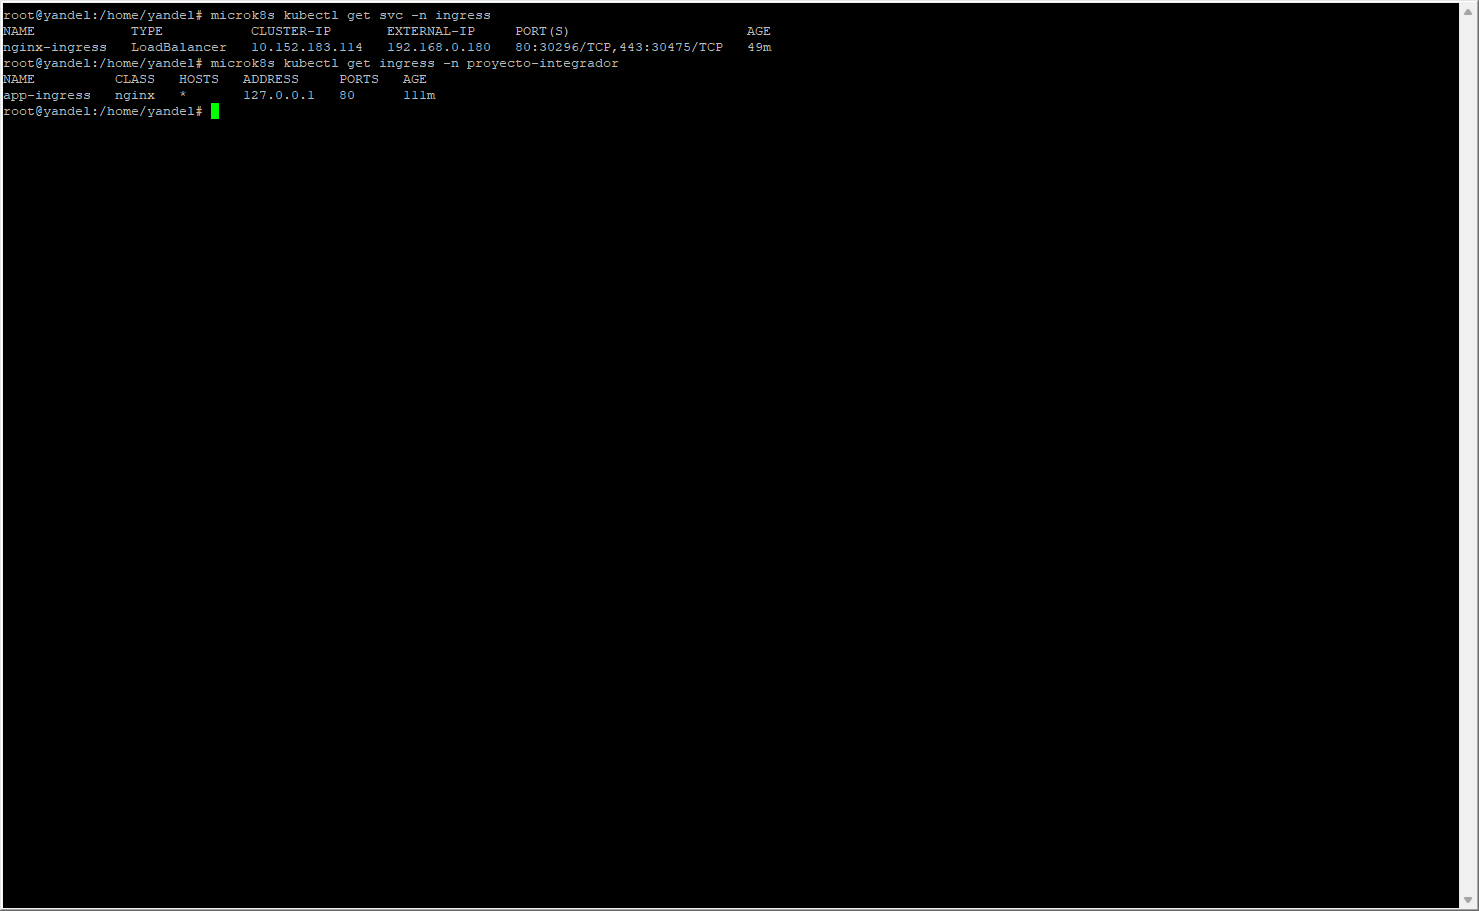 root@yandel:/home/yandel# microk8s kubectl get svc -n ingress
NAME            TYPE           CLUSTER-IP       EXTERNAL-IP     PORT(S)                      AGE
nginx-ingress   LoadBalancer   10.152.183.114   192.168.0.180   80:30296/TCP,443:30475/TCP   49m
root@yandel:/home/yandel# microk8s kubectl get ingress -n proyecto-integrador
NAME          CLASS   HOSTS   ADDRESS     PORTS   AGE
app-ingress   nginx   *       127.0.0.1   80      111m
root@yandel:/home/yandel#